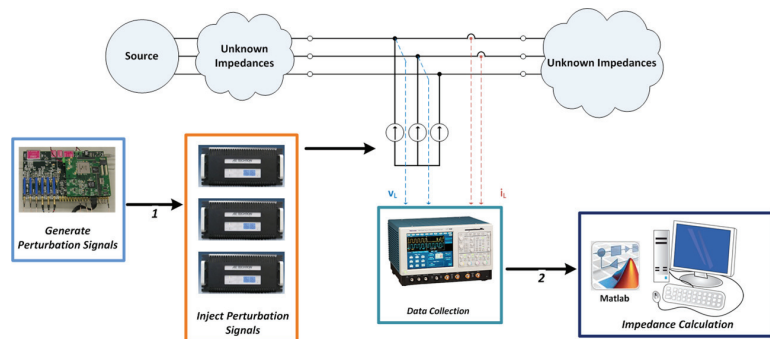 Source
Unknown
Impedances
Unknown Impedances
vL
iL
Generate
Perturbation Signals
1
Inject Perturbation
Signals
Data Collection
2
Matlab
Impedance Calculation